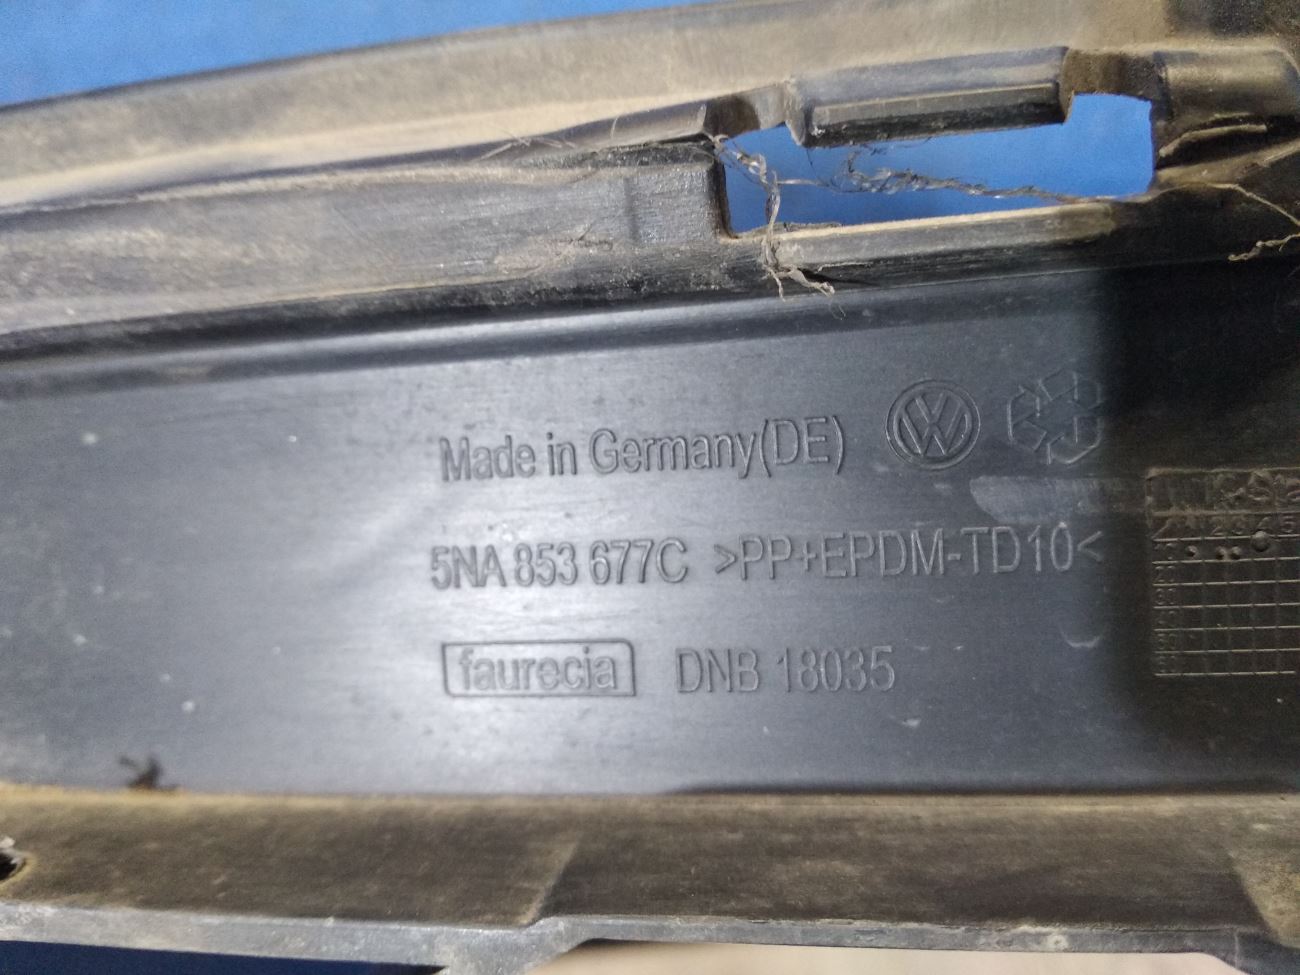 Made in Germany(DE)
5NA 853 677C >PP+EPDM-TD10<
faurecia DNB 18035